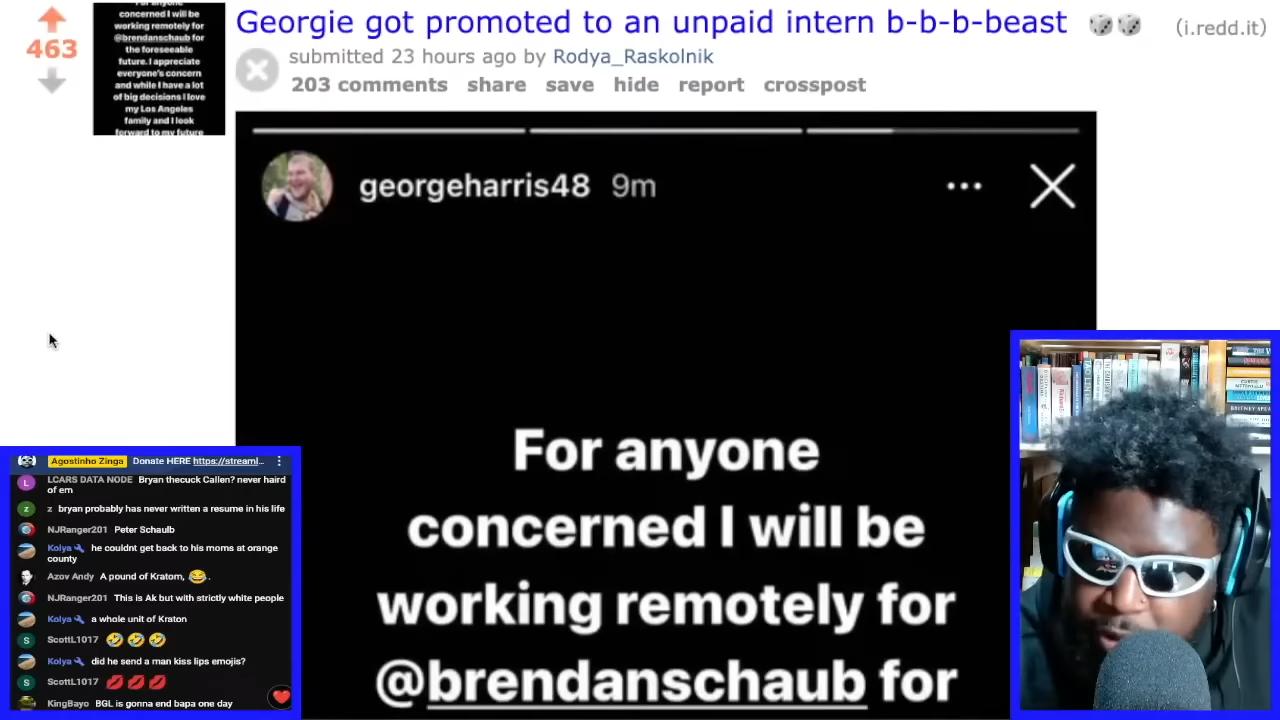 463
For anyone
concerned I will be
working remotely for
@brendanschaub for
the foreseeable
future. I appreciate
everyone's concern
and while I have a lot
of big decisions I love
my Los Angeles
family and I look
forward to my future
Georgie got promoted to an unpaid intern b-b-b-beast (i.redd.it)
submitted 23 hours ago by Rodya_Raskolnik
203 comments share save hide report crosspost
georgeharris48 9m
For anyone
concerned I will be
working remotely for
@brendanschaub for
Agostinho Zinga Donate HERE https://streaml...
L LCARS DATA NODE Bryan thecuck Callen? never haird
of em
z z bryan probably has never written a resume in his life
NJRanger201 Peter Schaulb
Kolya he couldnt get back to his moms at orange
county
Azov Andy A pound of Kratom, 😂.
NJRanger201 This is Ak but with strictly white people
Kolya a whole unit of Kraton
S ScottL1017 🤣🤣🤣
Kolya did he send a man kiss lips emojis?
S ScottL1017 💋💋💋
KingBayo BGL is gonna end bapa one day
BRITNEY SPEARS